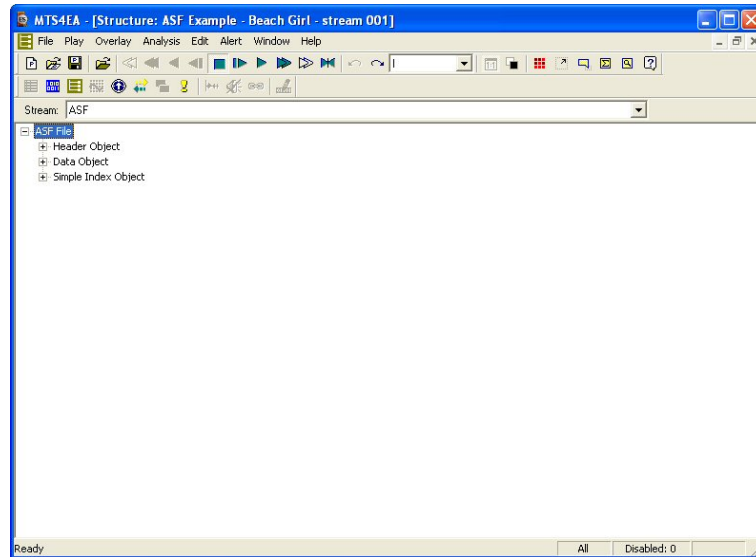 MTS4EA - [Structure: ASF Example - Beach Girl - stream 001]
File Play Overlay Analysis Edit Alert Window Help
I
Stream: ASF
ASF File
Header Object
Data Object
Simple Index Object
Ready All Disabled: 0